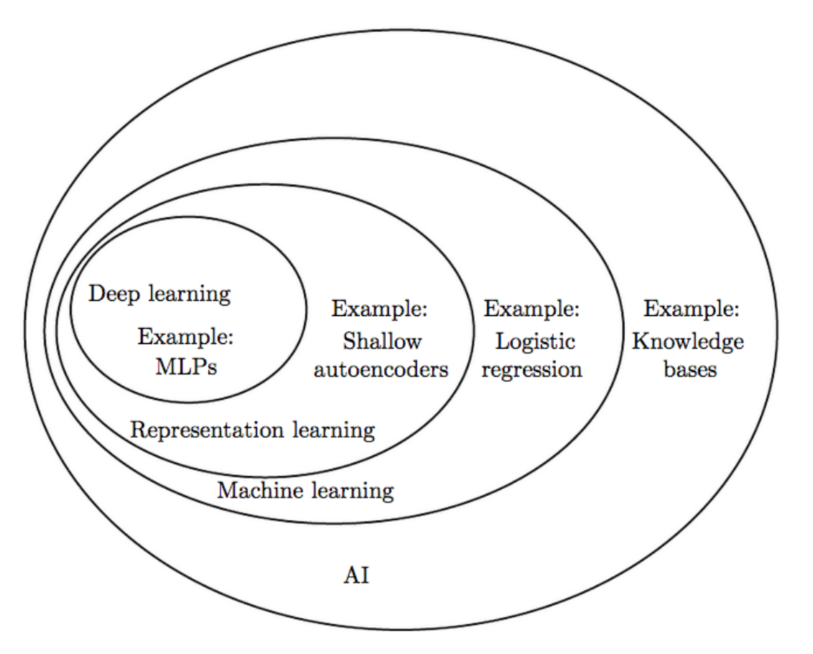 Deep learning
Example:
MLPs
Example:
Shallow
autoencoders
Example:
Logistic
regression
Example:
Knowledge
bases
Representation learning
Machine learning
AI